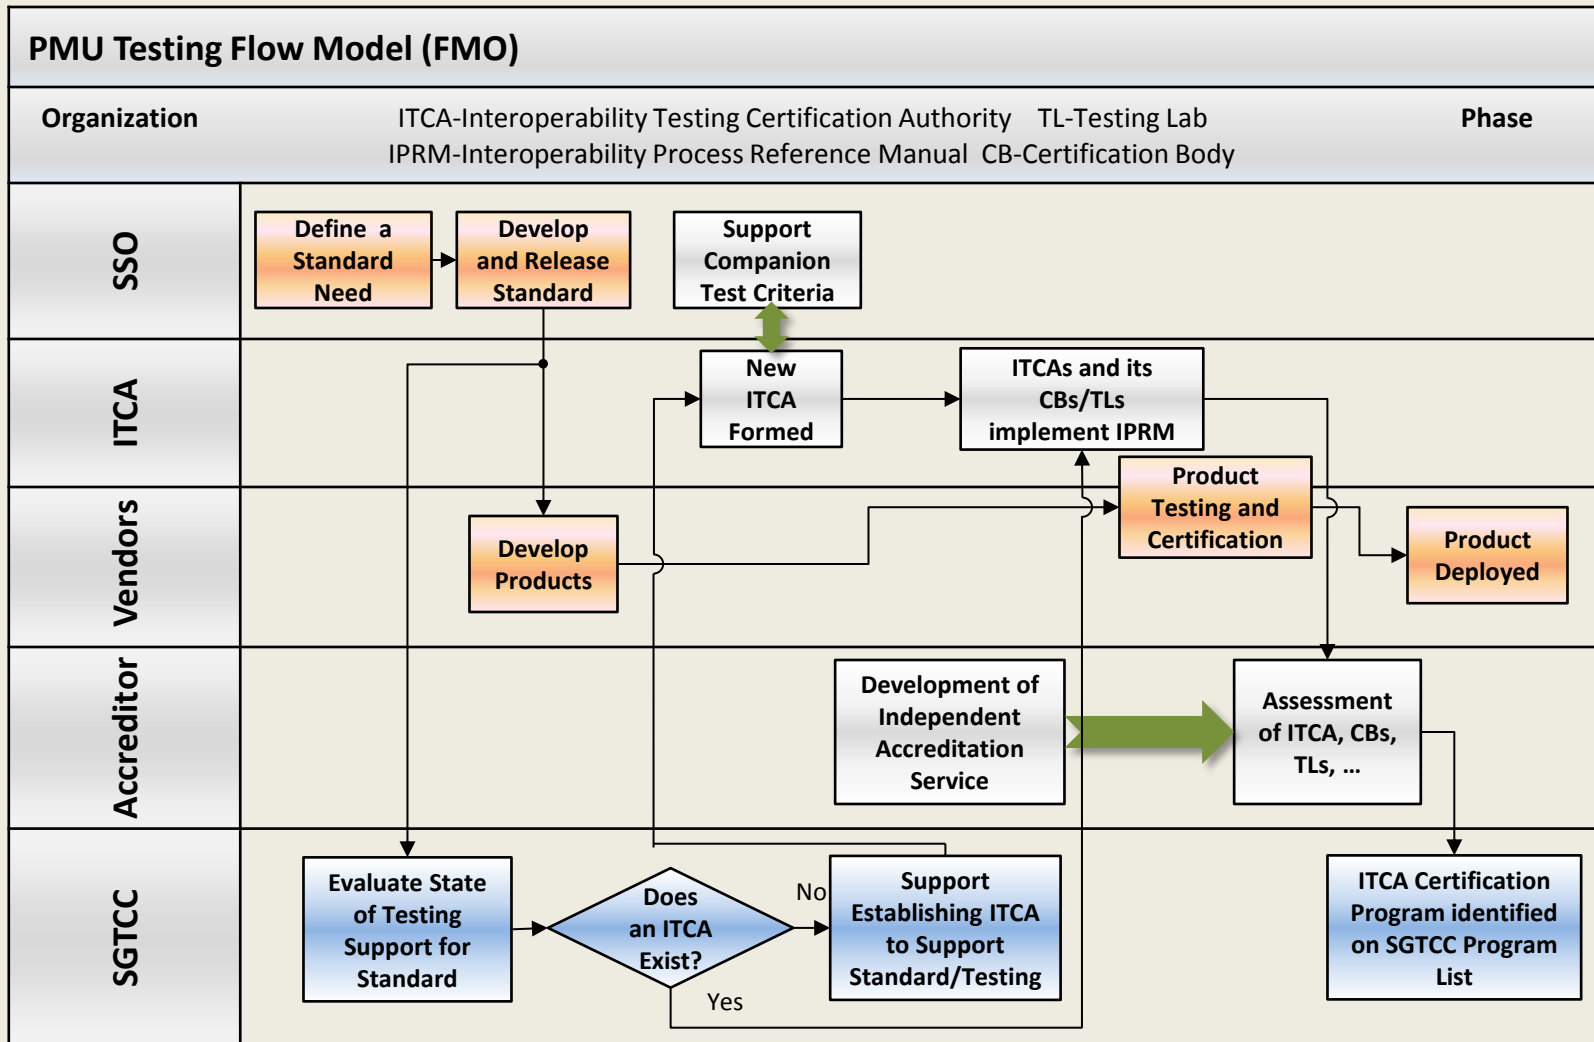 PMU Testing Flow Model (FMO)
Organization
ITCA-Interoperability Testing Certification Authority TL-Testing Lab
IPRM-Interoperability Process Reference Manual CB-Certification Body
Phase
SSO
Define a
Standard
Need
Develop
and Release
Standard
Support
Companion
Test Criteria
ITCA
New
ITCA
Formed
ITCAs and its
CBs/TLs
implement IPRM
Product
Testing and
Certification
Vendors
Develop
Products
Product
Deployed
Accreditor
Development of
Independent
Accreditation
Service
Assessment
of ITCA, CBs,
TLs, ...
SGTCC
Evaluate State
of Testing
Support for
Standard
Does
an ITCA
Exist?
No
Yes
Support
Establishing ITCA
to Support
Standard/Testing
ITCA Certification
Program identified
on SGTCC Program
List